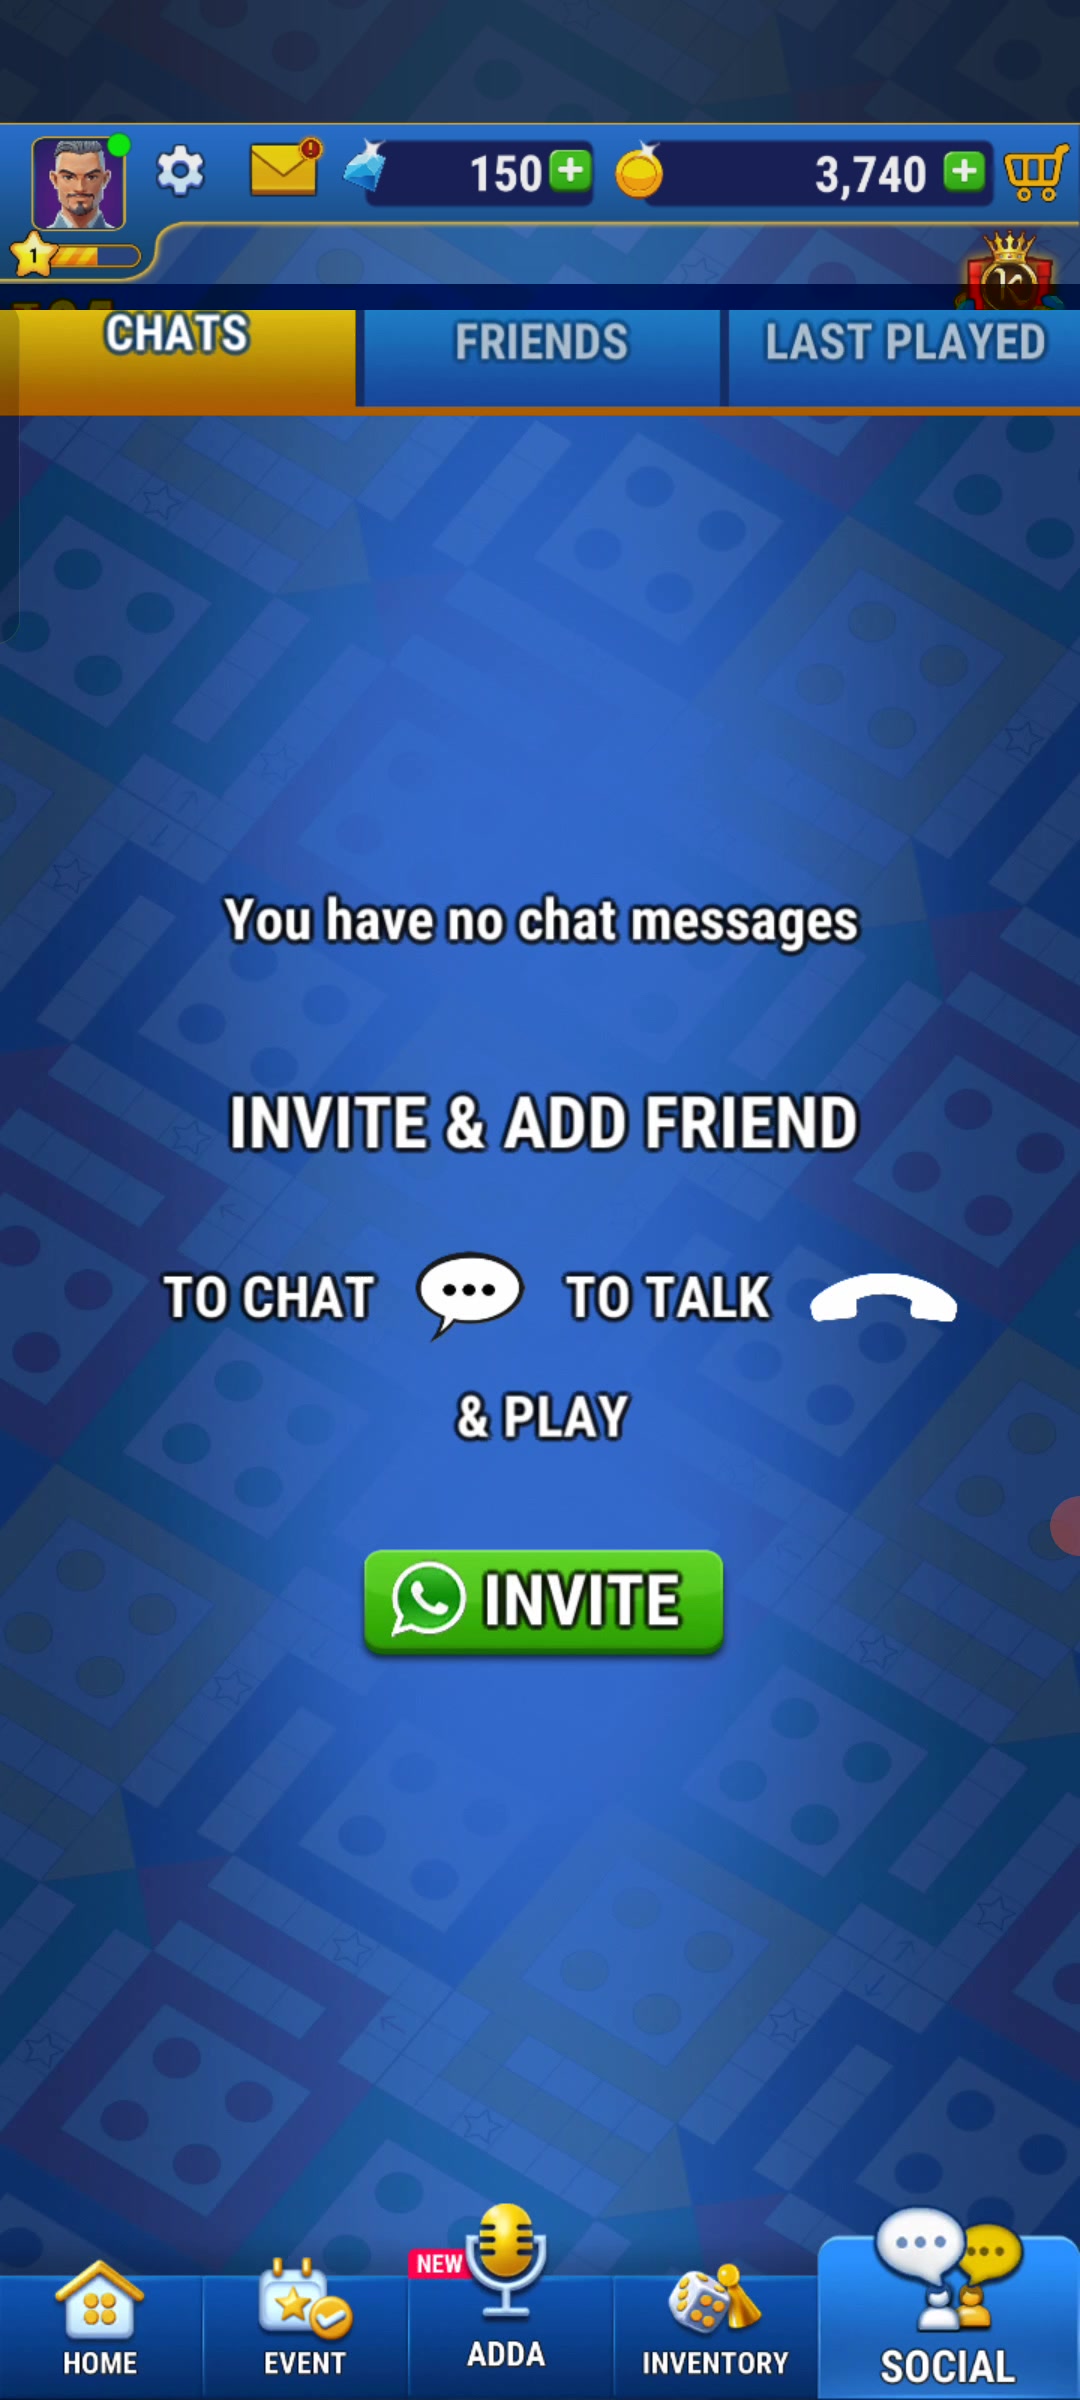 150
3,740
1
CHATS
FRIENDS
LAST PLAYED
You have no chat messages
INVITE & ADD FRIEND
TO CHAT TO TALK
& PLAY
INVITE
NEW
HOME
EVENT
ADDA
INVENTORY
SOCIAL